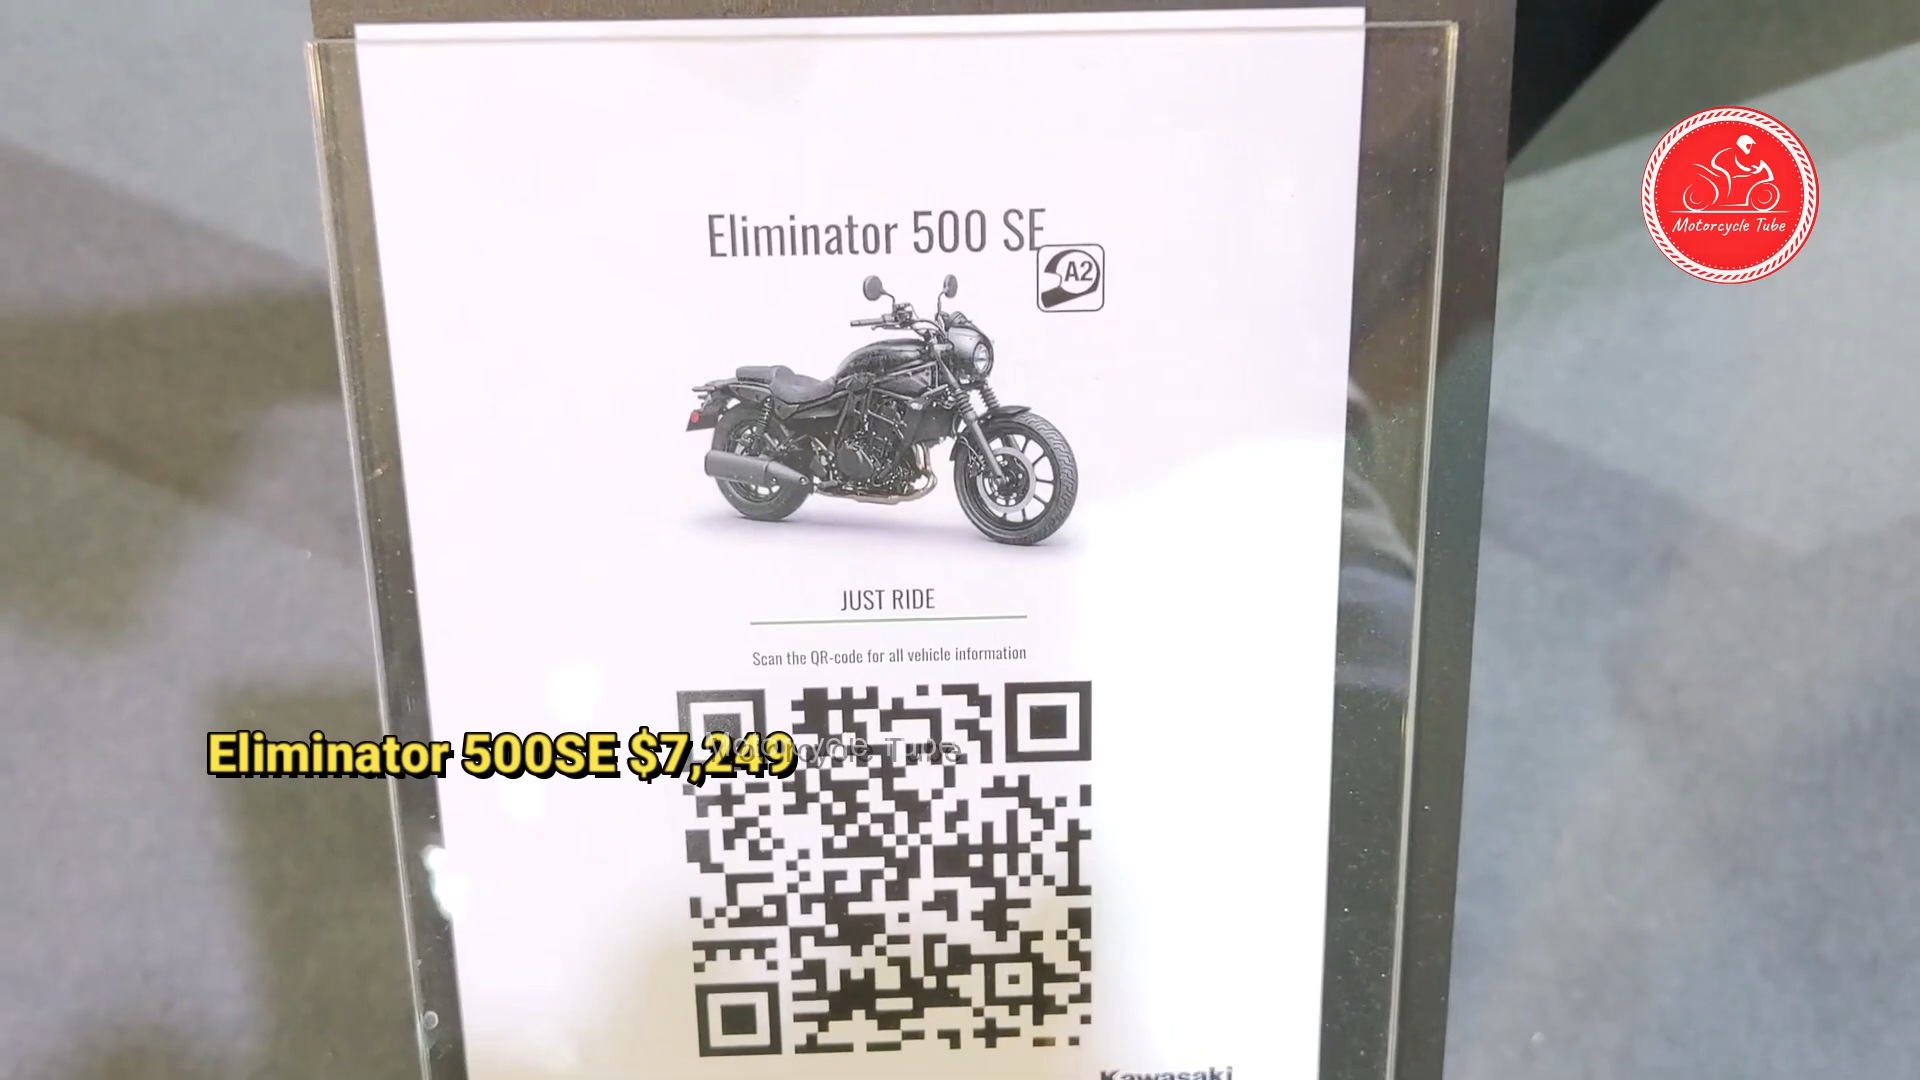 Eliminator 500 SE
A2
Motorcycle Tube
JUST RIDE
Scan the QR-code for all vehicle information
Eliminator 500SE $7,249
Motorcycle Tube
Kawasaki